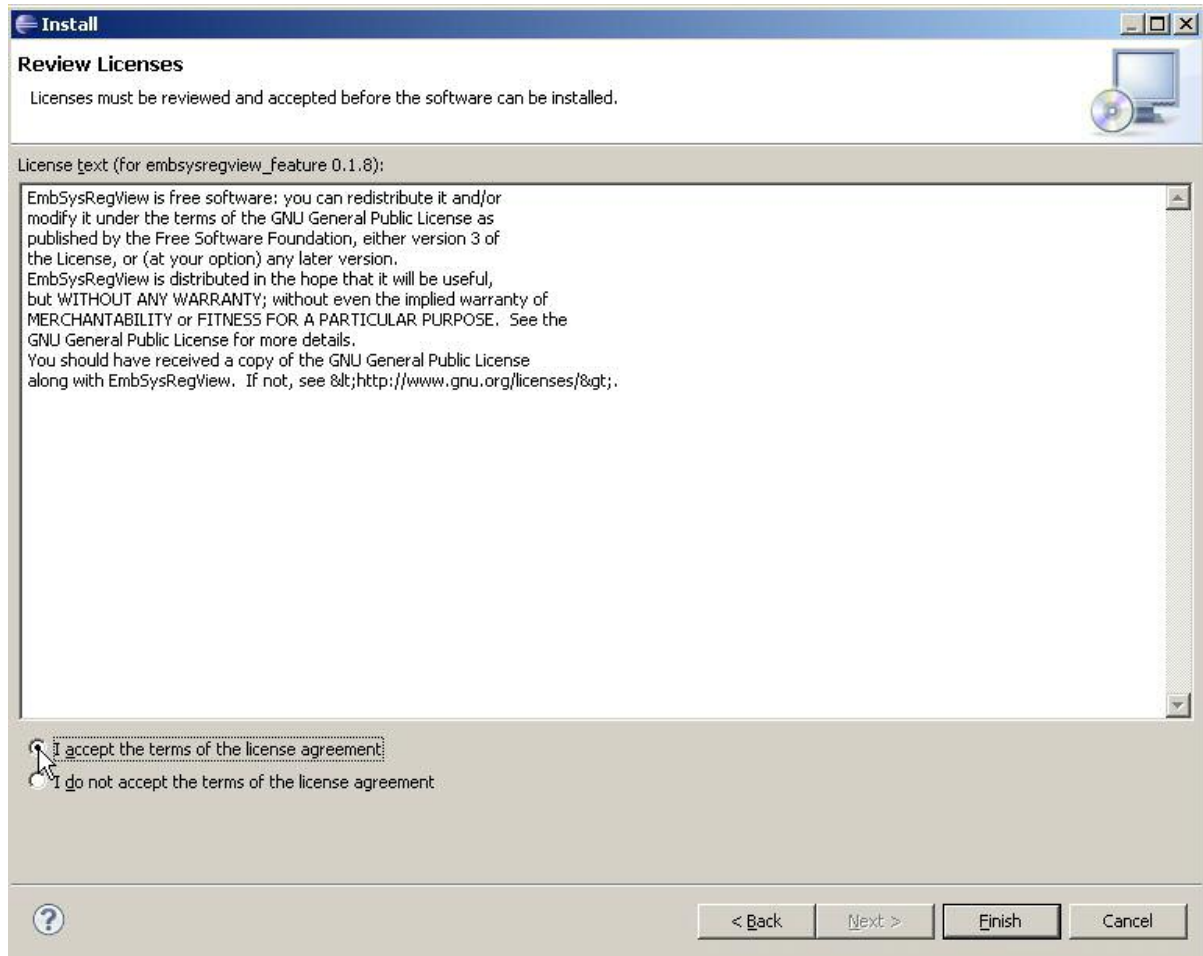 Install
Review Licenses
Licenses must be reviewed and accepted before the software can be installed.
License text (for embsysregview_feature 0.1.8):
EmbSysRegView is free software: you can redistribute it and/or
modify it under the terms of the GNU General Public License as
published by the Free Software Foundation, either version 3 of
the License, or (at your option) any later version.
EmbSysRegView is distributed in the hope that it will be useful,
but WITHOUT ANY WARRANTY; without even the implied warranty of
MERCHANTABILITY or FITNESS FOR A PARTICULAR PURPOSE.  See the
GNU General Public License for more details.
You should have received a copy of the GNU General Public License
along with EmbSysRegView.  If not, see &lt;http://www.gnu.org/licenses/&gt;.
I accept the terms of the license agreement
I do not accept the terms of the license agreement
? < Back Next > Finish Cancel